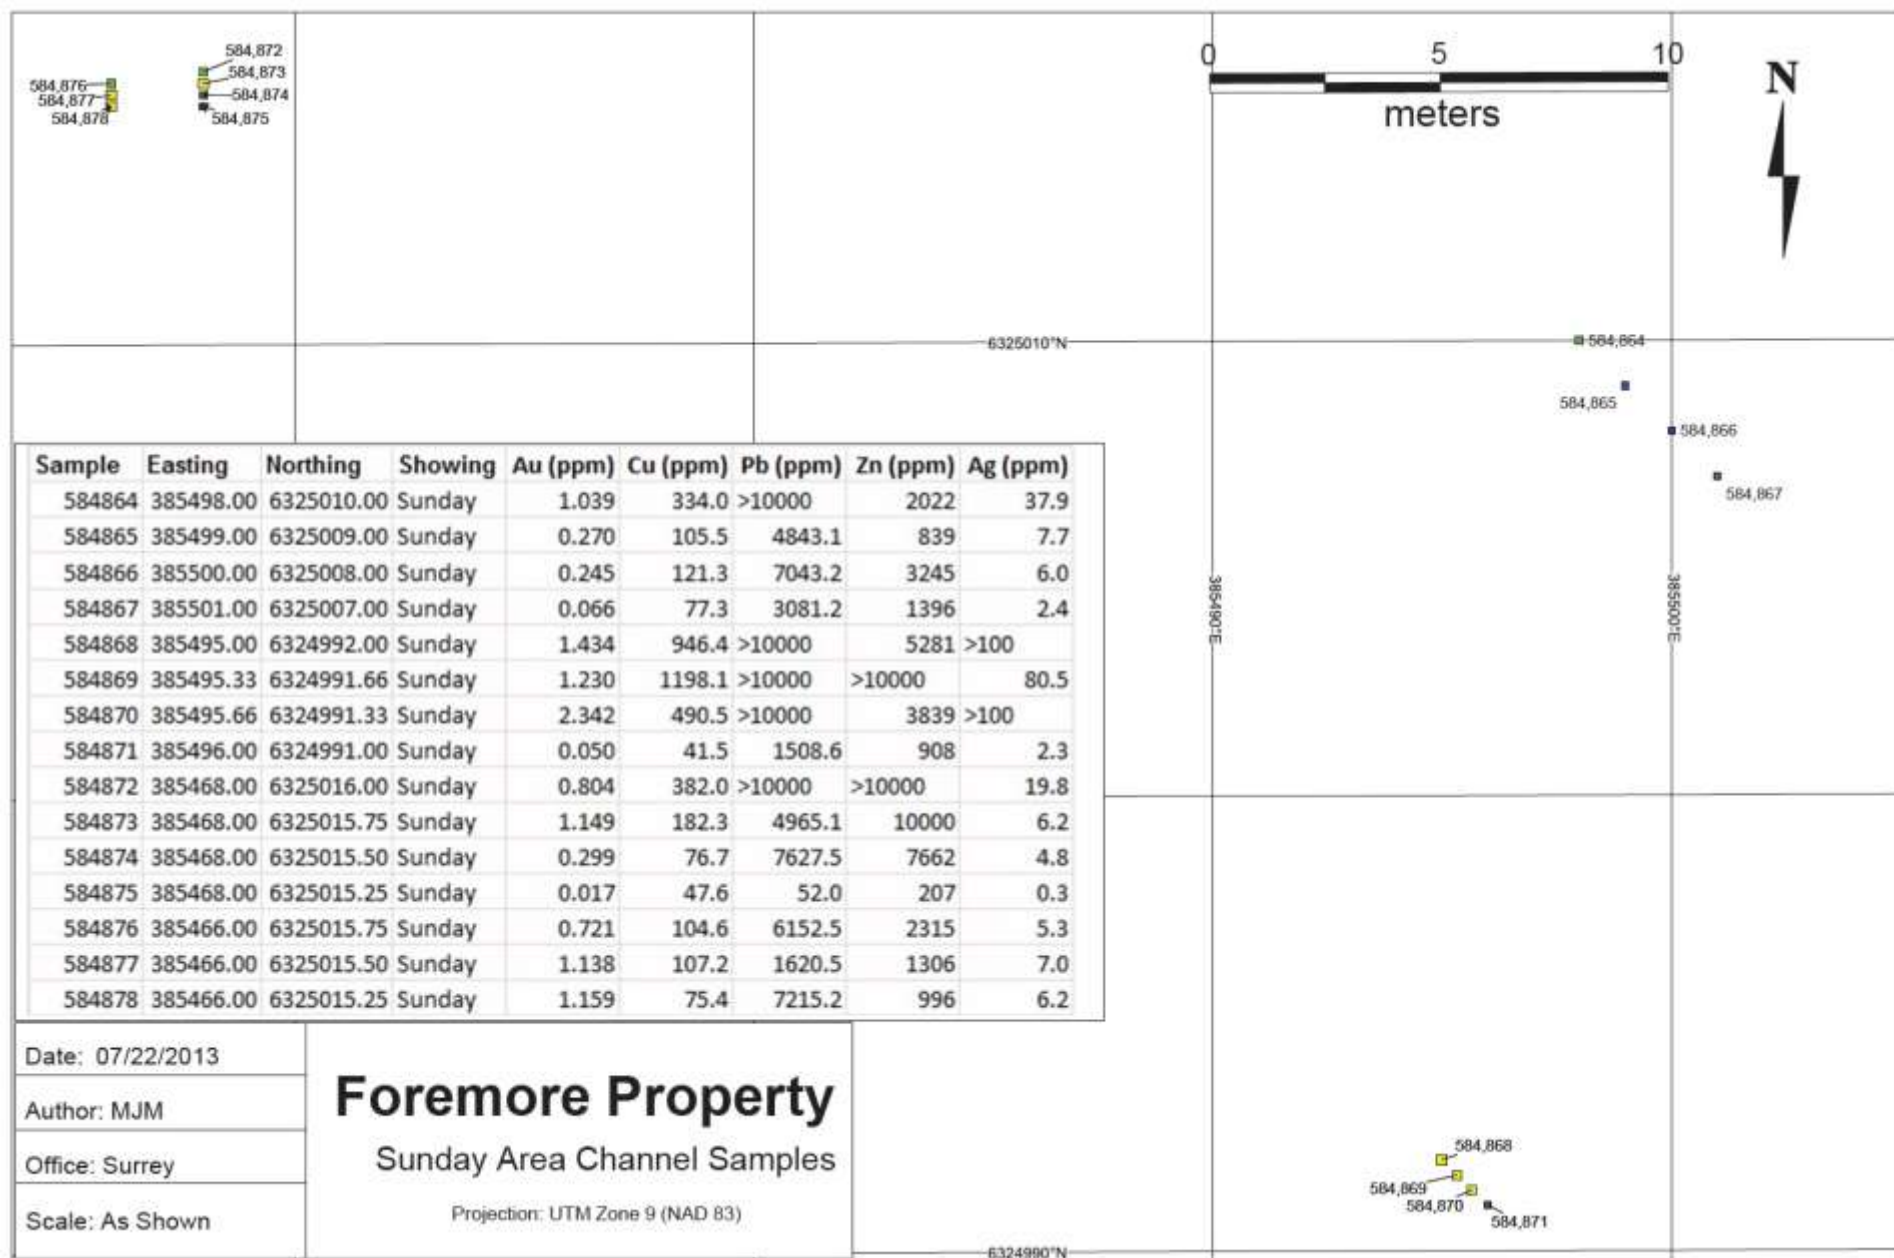 584,872
584,873
584,874
584,875
584,876
584,877
584,878
0 5 10
meters
N
6325010°N
584,864
584,865
584,866
584,867
385490°E
385500°E
Sample Easting Northing Showing Au (ppm) Cu (ppm) Pb (ppm) Zn (ppm) Ag (ppm)
584864 385498.00 6325010.00 Sunday 1.039 334.0 >10000 2022 37.9
584865 385499.00 6325009.00 Sunday 0.270 105.5 4843.1 839 7.7
584866 385500.00 6325008.00 Sunday 0.245 121.3 7043.2 3245 6.0
584867 385501.00 6325007.00 Sunday 0.066 77.3 3081.2 1396 2.4
584868 385495.00 6324992.00 Sunday 1.434 946.4 >10000 5281 >100
584869 385495.33 6324991.66 Sunday 1.230 1198.1 >10000 >10000 80.5
584870 385495.66 6324991.33 Sunday 2.342 490.5 >10000 3839 >100
584871 385496.00 6324991.00 Sunday 0.050 41.5 1508.6 908 2.3
584872 385468.00 6325016.00 Sunday 0.804 382.0 >10000 >10000 19.8
584873 385468.00 6325015.75 Sunday 1.149 182.3 4965.1 10000 6.2
584874 385468.00 6325015.50 Sunday 0.299 76.7 7627.5 7662 4.8
584875 385468.00 6325015.25 Sunday 0.017 47.6 52.0 207 0.3
584876 385466.00 6325015.75 Sunday 0.721 104.6 6152.5 2315 5.3
584877 385466.00 6325015.50 Sunday 1.138 107.2 1620.5 1306 7.0
584878 385466.00 6325015.25 Sunday 1.159 75.4 7215.2 996 6.2
Date: 07/22/2013
Author: MJM
Office: Surrey
Scale: As Shown
Foremore Property
Sunday Area Channel Samples
Projection: UTM Zone 9 (NAD 83)
584,868
584,869
584,870
584,871
6324990°N